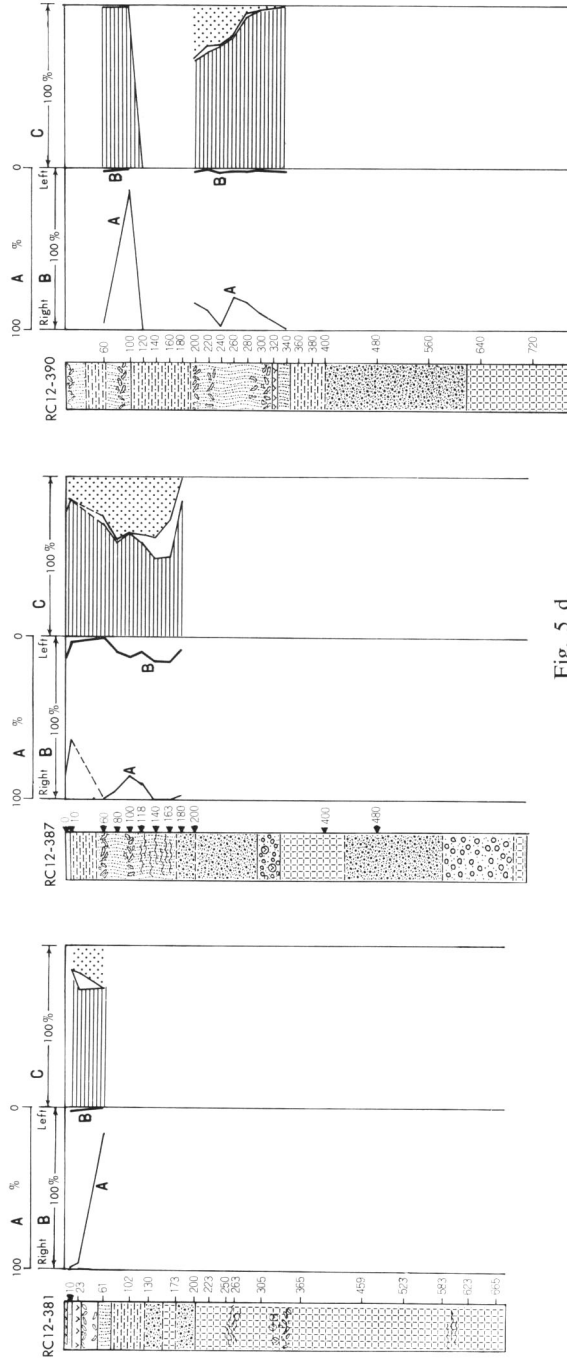 RC12-381
A %
100
0
Right B Left
100%
C
100%
B
A
10
23
61
102
130
173
200
223
250
263
305
365
459
523
583
623
665
RC12-387
A %
100
0
Right B Left
100%
C
100%
B
A
0
10
60
80
100
118
140
163
180
200
400
480
RC12-390
A %
100
0
Right B Left
100%
C
100%
B
A
B
A
60
100
120
140
160
180
200
220
240
260
280
300
320
340
360
380
400
480
560
640
720
Fig. 5 d